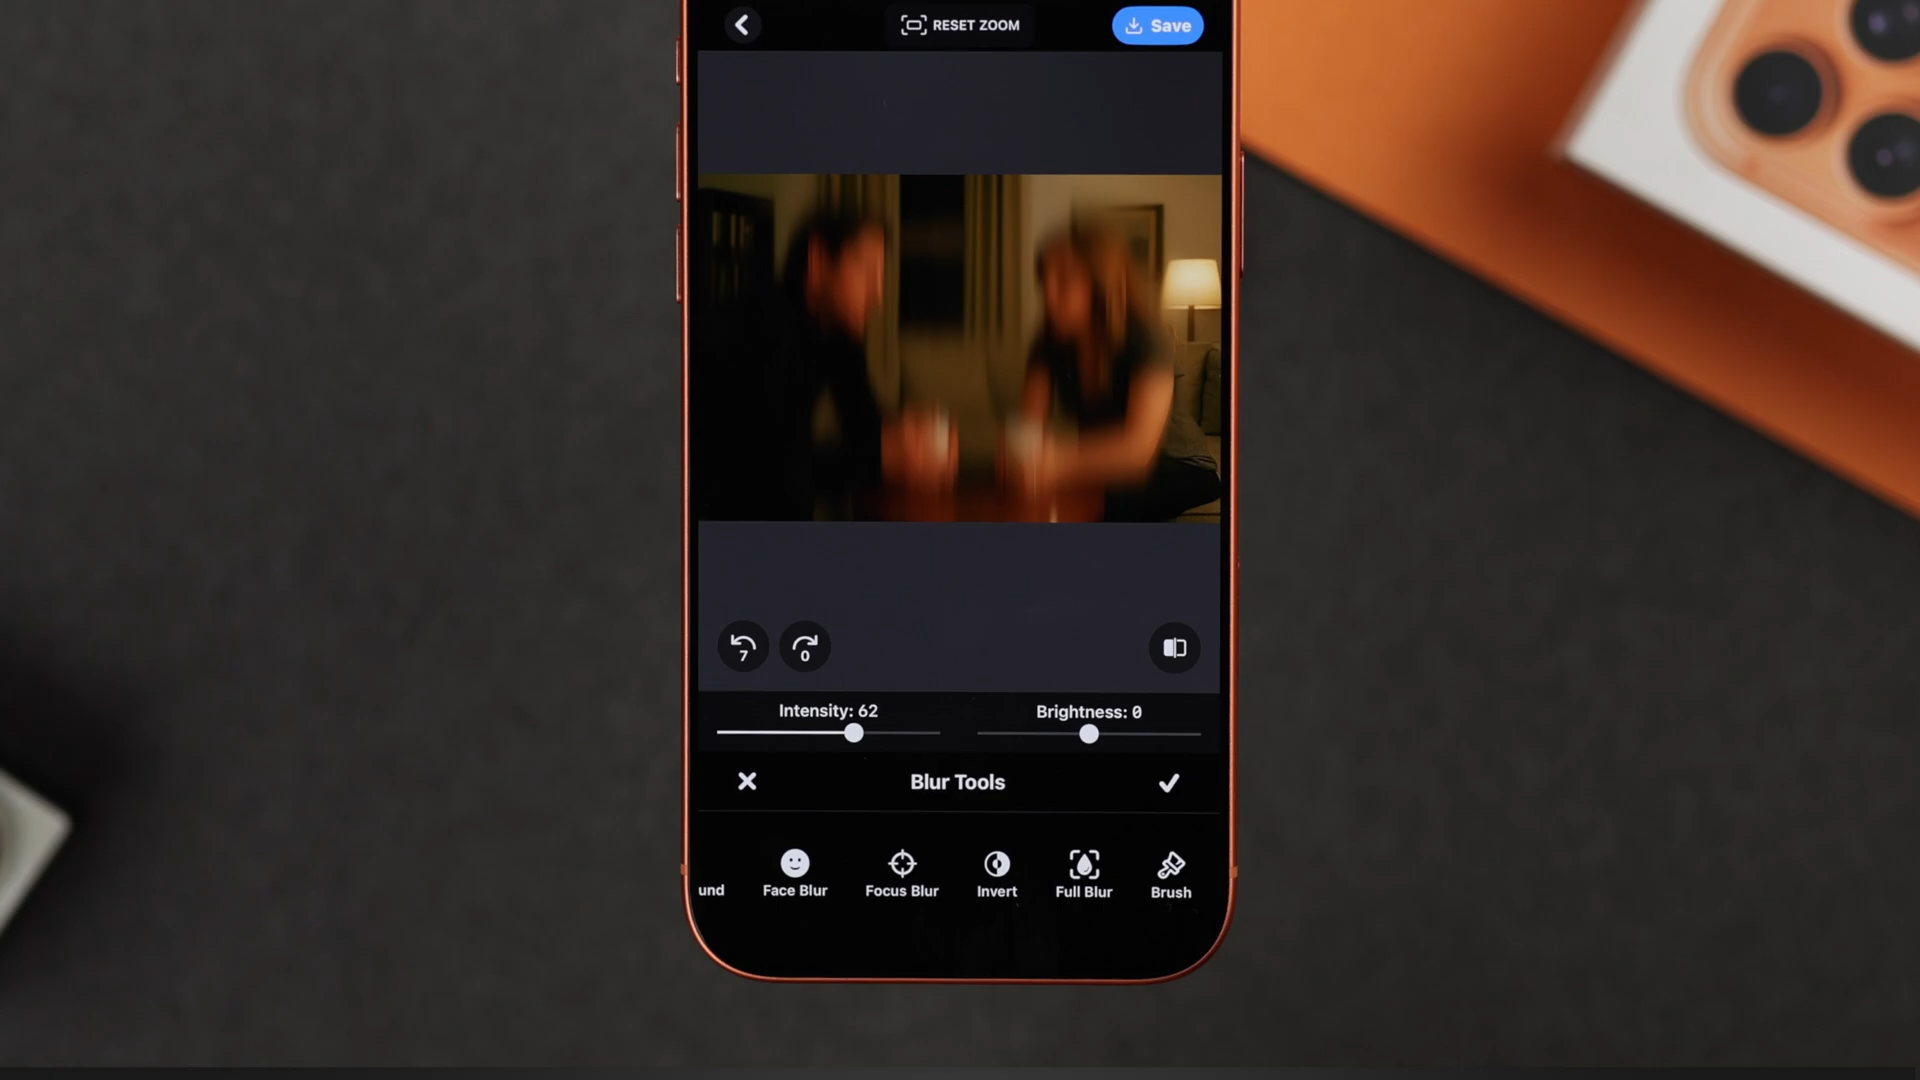 RESET ZOOM
Save
7
0
Intensity: 62
Brightness: 0
Blur Tools
und
Face Blur
Focus Blur
Invert
Full Blur
Brush